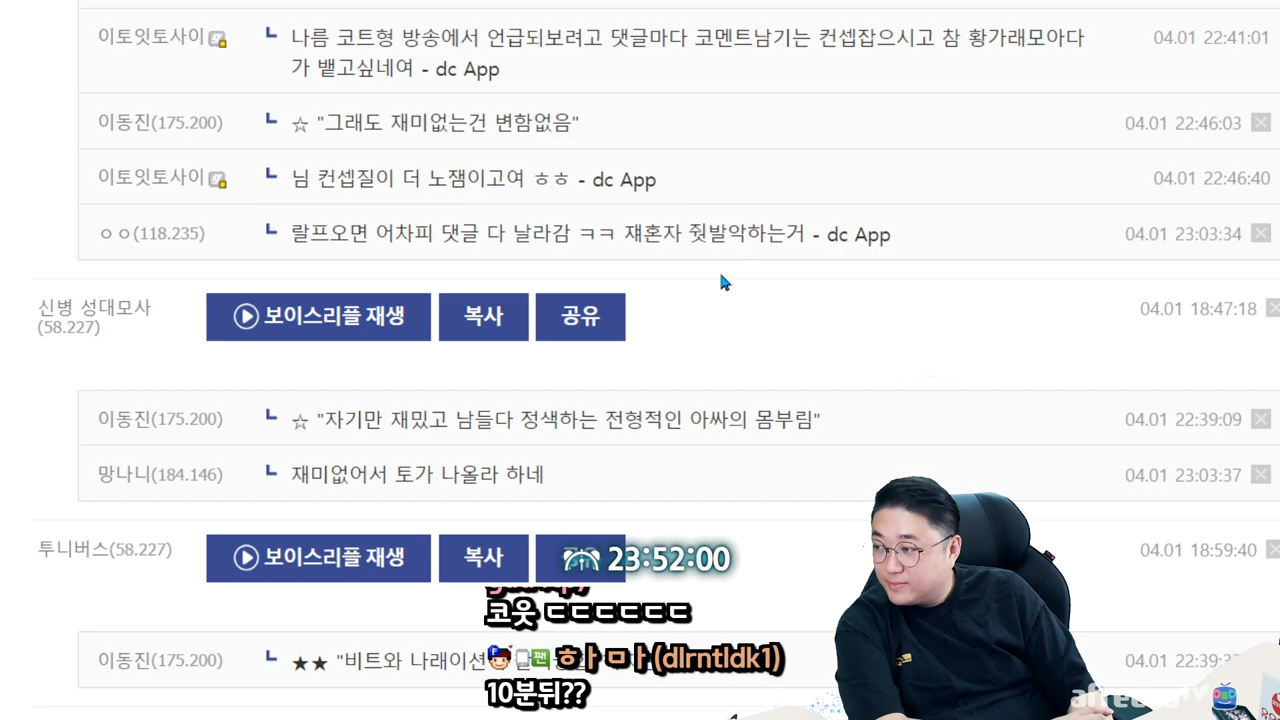 이토잇토사이 ㄴ 나름 코트형 방송에서 언급되보려고 댓글마다 코멘트남기는 컨셉잡으시고 참 황가래모아다 04.01 22:41:01
가 뱉고싶네여 - dc App
이동진(175.200) ㄴ ☆ "그래도 재미없는건 변함없음" 04.01 22:46:03
이토잇토사이 ㄴ 님 컨셉질이 더 노잼이고여 ㅎㅎ - dc App 04.01 22:46:40
ㅇㅇ(118.235) ㄴ 랄프오면 어차피 댓글 다 날라감 ㅋㅋ 쟤혼자 줫발악하는거 - dc App 04.01 23:03:34
신병 성대모사 보이스리플 재생 복사 공유 04.01 18:47:18
(58.227)
이동진(175.200) ㄴ ☆ "자기만 재밌고 남들다 정색하는 전형적인 아싸의 몸부림" 04.01 22:39:09
망나니(184.146) ㄴ 재미없어서 토가 나올라 하네 04.01 23:03:37
투니버스(58.227) 보이스리플 재생 복사 23:52:00 04.01 18:59:40
코웃 ㄷㄷㄷㄷㄷㄷ
이동진(175.200) ㄴ ★★ "비트와 나래이션
팬 하ㅁㅏ(dlrntldk1)
04.01 22:39:3
10분뒤??